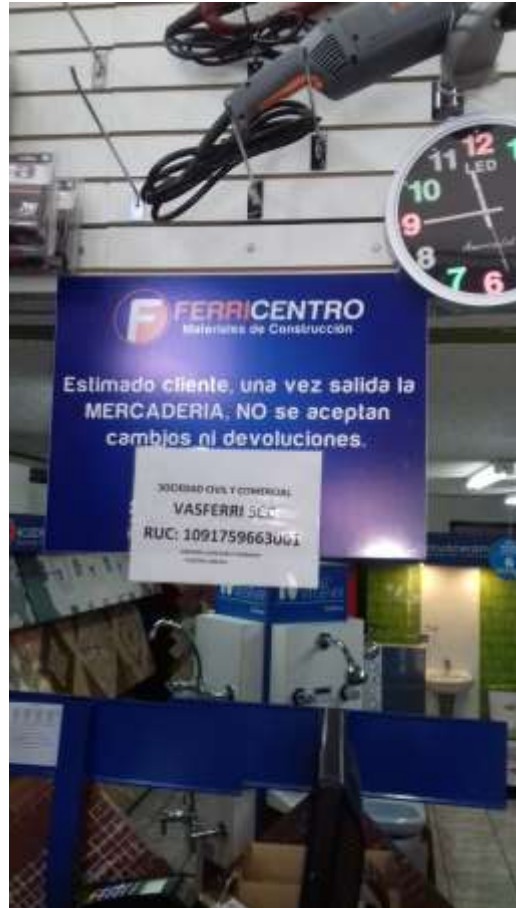 11 12 1
LED
10
9
8
7 6
FERRICENTRO
Materiales de Construcción
Estimado cliente, una vez salida la
MERCADERIA, NO se aceptan
cambios ni devoluciones.
SOCIEDAD CIVIL Y COMERCIAL
VASFERRI
RUC: 1091759663001